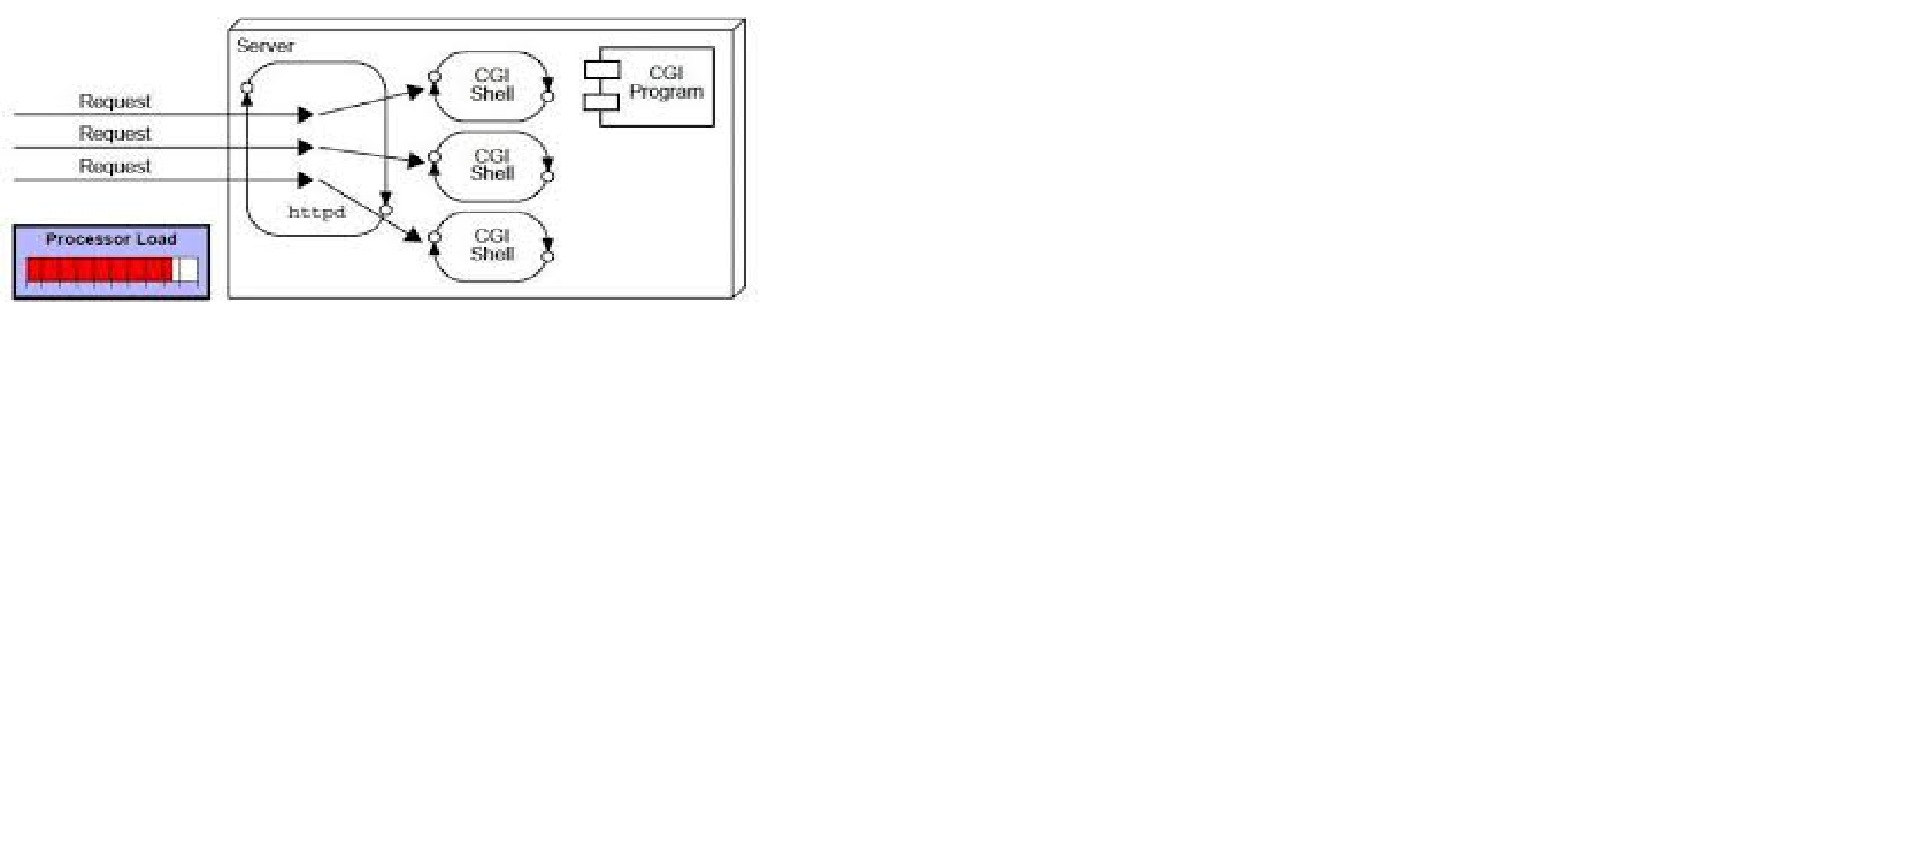 Server
Request
Request
Request
httpd
CGI
Shell
CGI
Shell
CGI
Shell
CGI
Program
Processor Load